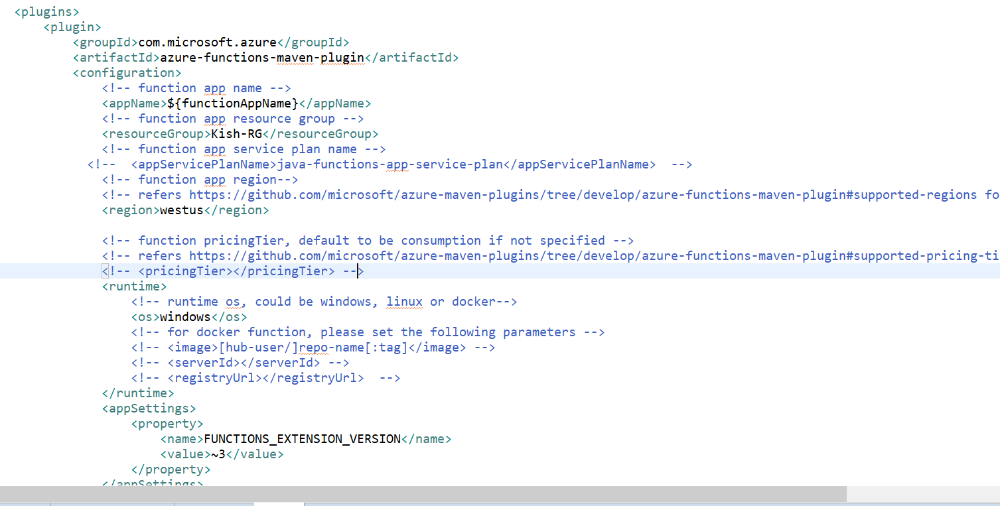 <plugins>
<plugin>
<groupId>com.microsoft.azure</groupId>
<artifactId>azure-functions-maven-plugin</artifactId>
<configuration>
<!-- function app name -->
<appName>${functionAppName}</appName>
<!-- function app resource group -->
<resourceGroup>Kish-RG</resourceGroup>
<!-- function app service plan name -->
<!--  <appServicePlanName>java-functions-app-service-plan</appServicePlanName>  -->
<!-- function app region-->
<!-- refers https://github.com/microsoft/azure-maven-plugins/tree/develop/azure-functions-maven-plugin#supported-regions fo
<region>westus</region>
<!-- function pricingTier, default to be consumption if not specified -->
<!-- refers https://github.com/microsoft/azure-maven-plugins/tree/develop/azure-functions-maven-plugin#supported-pricing-ti
<!-- <pricingTier></pricingTier> -->
<runtime>
<!-- runtime os, could be windows, linux or docker-->
<os>windows</os>
<!-- for docker function, please set the following parameters -->
<!-- <image>[hub-user/]repo-name[:tag]</image> -->
<!-- <serverId></serverId> -->
<!-- <registryUrl></registryUrl>  -->
</runtime>
<appSettings>
<property>
<name>FUNCTIONS_EXTENSION_VERSION</name>
<value>~3</value>
</property>
</appSettings>